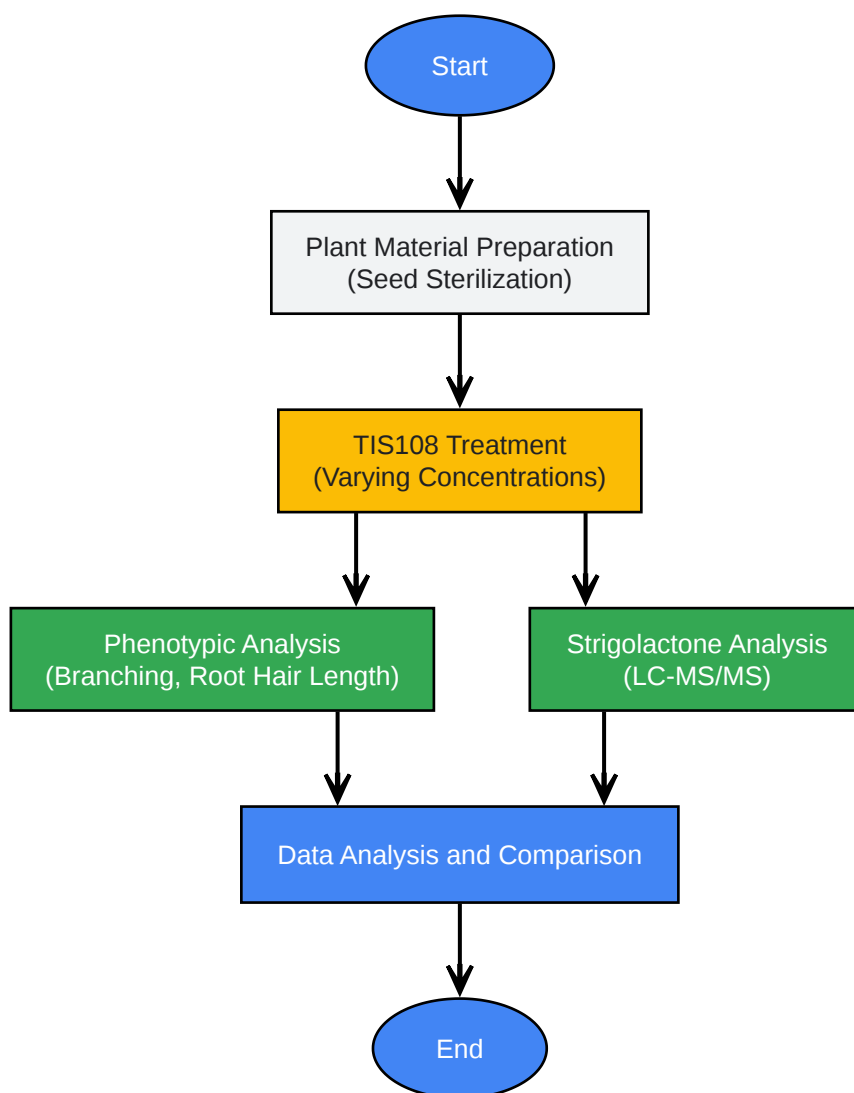 Start
Plant Material Preparation
(Seed Sterilization)
TIS108 Treatment
(Varying Concentrations)
Phenotypic Analysis
(Branching, Root Hair Length)
Strigolactone Analysis
(LC-MS/MS)
Data Analysis and Comparison
End